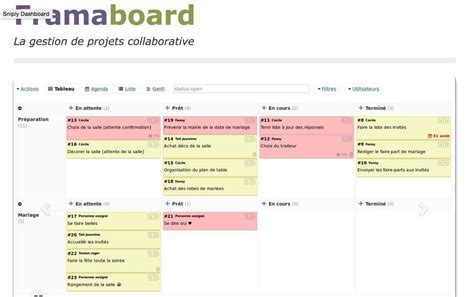 Framaboard
Sniply Dashboard
La gestion de projets collaborative
Actions Tableau Agenda Liste Gantt status:open Filtres Utilisateurs
En attente (2) Prêt (4) En cours (2) Terminé (3)
Préparation
(11)
#13 Cécile
Choix de la salle (attente confirmation)
#16 Cécile
Décorer la salle (attente de la salle)
#19 Fanny
Prévenir la mairie de la date de mariage
#14 Tati Jeannine
Achat déco de la salle
#15 Cécile
Organisation du plan de table
#18 Fanny
Achat des robes de mariées
#11 Cécile
Tenir liste à jour des réponses
#12 Fanny
Choix du traiteur
#8 Cécile
Faire la liste des invités
31 août
#9 Fanny
Rédiger le faire-part de mariage
#10 Fanny
Envoyer les faire-parts aux invités
En attente (4) Prêt (1) En cours (0) Terminé (0)
Mariage
(5)
#17 Personne assigné
Se faire belles
#20 Tati Jeannine
Accueillir les invités
#22 Tonton roger
Faire la fête toute la soirée
#23 Personne assigné
Rangement de la salle
#21 Personne assigné
Se dire oui ♥